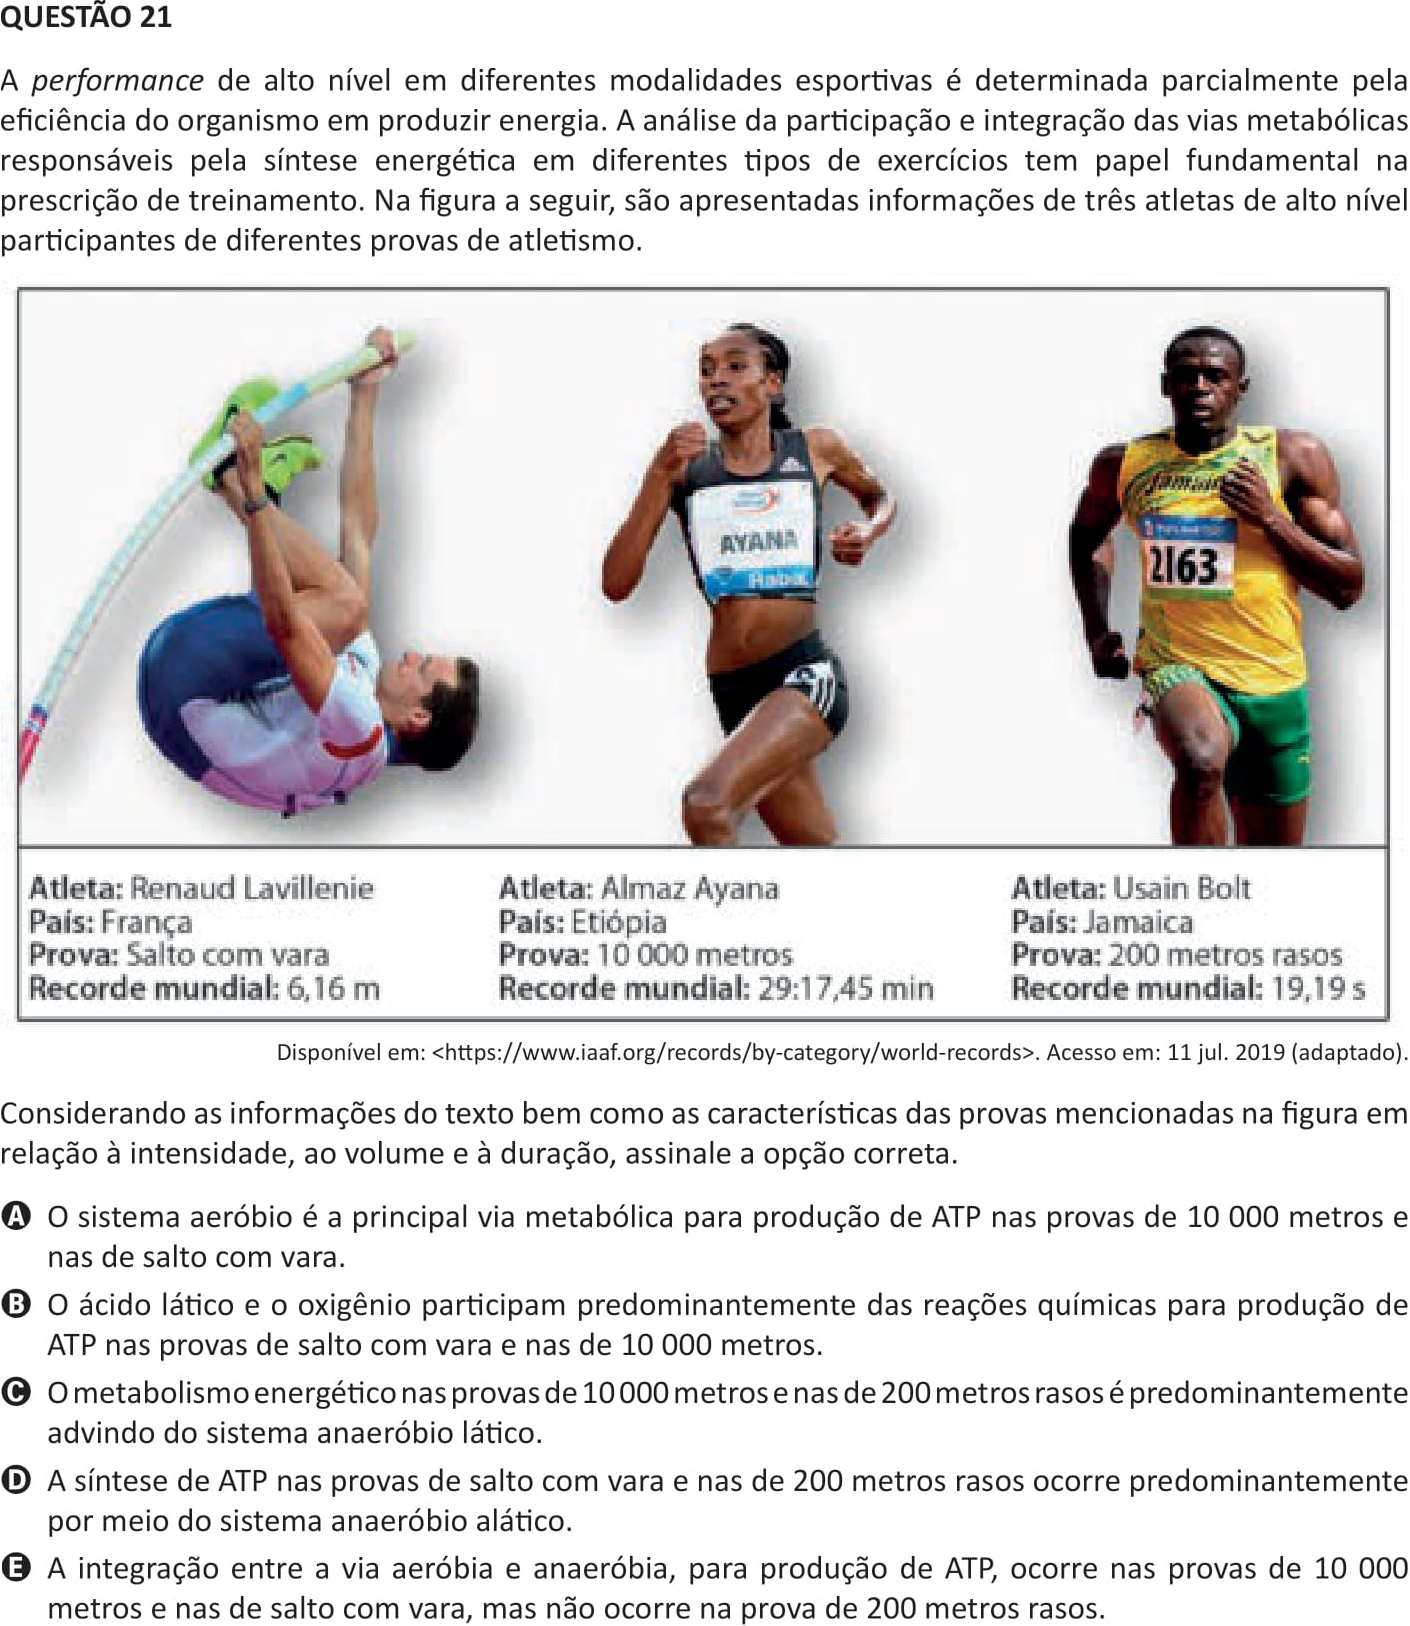 QUESTÃO 21
A performance de alto nível em diferentes modalidades esportivas é determinada parcialmente pela
eficiência do organismo em produzir energia. A análise da participação e integração das vias metabólicas
responsáveis pela síntese energética em diferentes tipos de exercícios tem papel fundamental na
prescrição de treinamento. Na figura a seguir, são apresentadas informações de três atletas de alto nível
participantes de diferentes provas de atletismo.
AYANA
2163
Atleta: Renaud Lavillenie
País: França
Prova: Salto com vara
Recorde mundial: 6,16 m
Atleta: Almaz Ayana
País: Etiópia
Prova: 10 000 metros
Recorde mundial: 29:17,45 min
Atleta: Usain Bolt
País: Jamaica
Prova: 200 metros rasos
Recorde mundial: 19,19 s
Disponível em: <https://www.iaaf.org/records/by-category/world-records>. Acesso em: 11 jul. 2019 (adaptado).
Considerando as informações do texto bem como as características das provas mencionadas na figura em
relação à intensidade, ao volume e à duração, assinale a opção correta.
A O sistema aeróbio é a principal via metabólica para produção de ATP nas provas de 10 000 metros e
nas de salto com vara.
B O ácido lático e o oxigênio participam predominantemente das reações químicas para produção de
ATP nas provas de salto com vara e nas de 10 000 metros.
C O metabolismo energético nas provas de 10 000 metros e nas de 200 metros rasos é predominantemente
advindo do sistema anaeróbio lático.
D A síntese de ATP nas provas de salto com vara e nas de 200 metros rasos ocorre predominantemente
por meio do sistema anaeróbio alático.
E A integração entre a via aeróbia e anaeróbia, para produção de ATP, ocorre nas provas de 10 000
metros e nas de salto com vara, mas não ocorre na prova de 200 metros rasos.